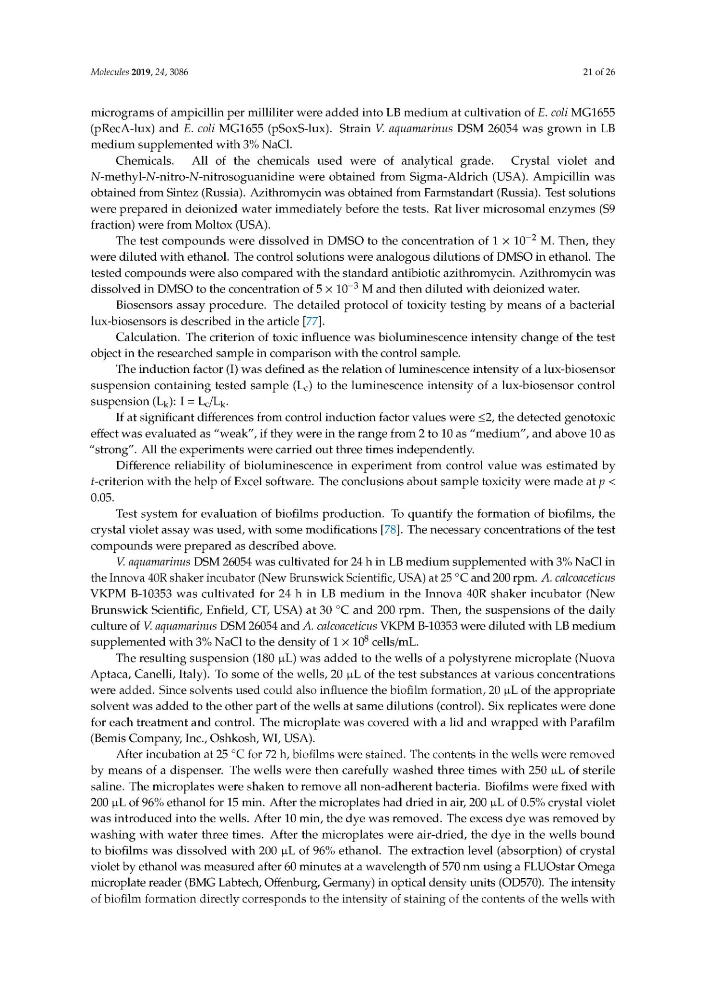 Molecules 2019, 24, 3086
21 of 26
micrograms of ampicillin per milliliter were added into LB medium at cultivation of E. coli MG1655
(pRecA-lux) and E. coli MG1655 (pSoxS-lux). Strain V. aquamarinus DSM 26054 was grown in LB
medium supplemented with 3% NaCl.
Chemicals. All of the chemicals used were of analytical grade. Crystal violet and
N-methyl-N-nitro-N-nitrosoguanidine were obtained from Sigma-Aldrich (USA). Ampicillin was
obtained from Sintez (Russia). Azithromycin was obtained from Farmstandart (Russia). Test solutions
were prepared in deionized water immediately before the tests. Rat liver microsomal enzymes (S9
fraction) were from Moltox (USA).
The test compounds were dissolved in DMSO to the concentration of 1 × 10⁻² M. Then, they
were diluted with ethanol. The control solutions were analogous dilutions of DMSO in ethanol. The
tested compounds were also compared with the standard antibiotic azithromycin. Azithromycin was
dissolved in DMSO to the concentration of 5 × 10⁻³ M and then diluted with deionized water.
Biosensors assay procedure. The detailed protocol of toxicity testing by means of a bacterial
lux-biosensors is described in the article [77].
Calculation. The criterion of toxic influence was bioluminescence intensity change of the test
object in the researched sample in comparison with the control sample.
The induction factor (I) was defined as the relation of luminescence intensity of a lux-biosensor
suspension containing tested sample (Lc) to the luminescence intensity of a lux-biosensor control
suspension (Lk): I = Lc/Lk.
If at significant differences from control induction factor values were ≤2, the detected genotoxic
effect was evaluated as “weak”, if they were in the range from 2 to 10 as “medium”, and above 10 as
“strong”. All the experiments were carried out three times independently.
Difference reliability of bioluminescence in experiment from control value was estimated by
t-criterion with the help of Excel software. The conclusions about sample toxicity were made at p <
0.05.
Test system for evaluation of biofilms production. To quantify the formation of biofilms, the
crystal violet assay was used, with some modifications [78]. The necessary concentrations of the test
compounds were prepared as described above.
V. aquamarinus DSM 26054 was cultivated for 24 h in LB medium supplemented with 3% NaCl in
the Innova 40R shaker incubator (New Brunswick Scientific, USA) at 25 °C and 200 rpm. A. calcoaceticus
VKPM B-10353 was cultivated for 24 h in LB medium in the Innova 40R shaker incubator (New
Brunswick Scientific, Enfield, CT, USA) at 30 °C and 200 rpm. Then, the suspensions of the daily
culture of V. aquamarinus DSM 26054 and A. calcoaceticus VKPM B-10353 were diluted with LB medium
supplemented with 3% NaCl to the density of 1 × 10⁸ cells/mL.
The resulting suspension (180 µL) was added to the wells of a polystyrene microplate (Nuova
Aptaca, Canelli, Italy). To some of the wells, 20 µL of the test substances at various concentrations
were added. Since solvents used could also influence the biofilm formation, 20 µL of the appropriate
solvent was added to the other part of the wells at same dilutions (control). Six replicates were done
for each treatment and control. The microplate was covered with a lid and wrapped with Parafilm
(Bemis Company, Inc., Oshkosh, WI, USA).
After incubation at 25 °C for 72 h, biofilms were stained. The contents in the wells were removed
by means of a dispenser. The wells were then carefully washed three times with 250 µL of sterile
saline. The microplates were shaken to remove all non-adherent bacteria. Biofilms were fixed with
200 µL of 96% ethanol for 15 min. After the microplates had dried in air, 200 µL of 0.5% crystal violet
was introduced into the wells. After 10 min, the dye was removed. The excess dye was removed by
washing with water three times. After the microplates were air-dried, the dye in the wells bound
to biofilms was dissolved with 200 µL of 96% ethanol. The extraction level (absorption) of crystal
violet by ethanol was measured after 60 minutes at a wavelength of 570 nm using a FLUOstar Omega
microplate reader (BMG Labtech, Offenburg, Germany) in optical density units (OD570). The intensity
of biofilm formation directly corresponds to the intensity of staining of the contents of the wells with